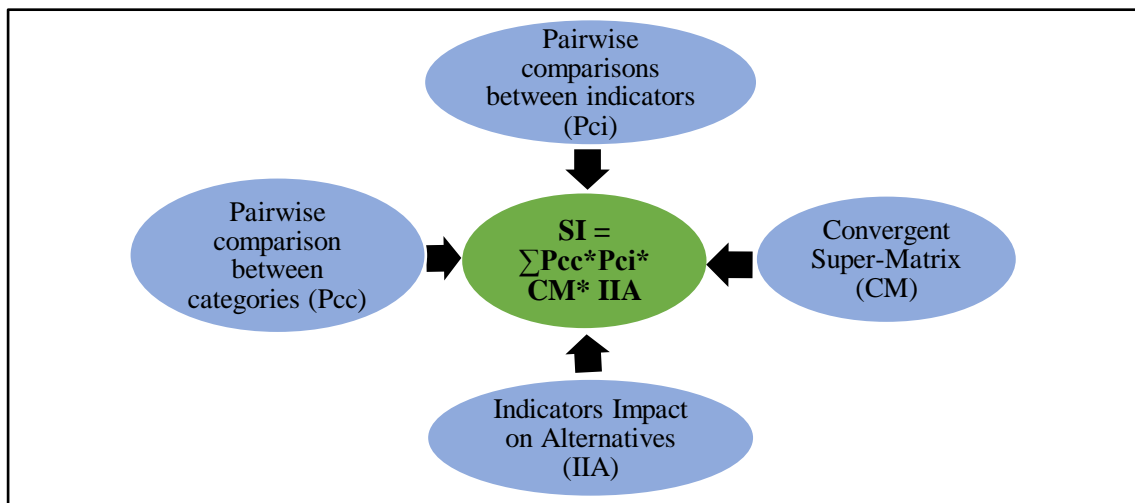 Pairwise
comparisons
between indicators
(Pci)
Pairwise
comparison
between
categories (Pcc)
SI =
∑Pcc*Pci*
CM* IIA
Convergent
Super-Matrix
(CM)
Indicators Impact
on Alternatives
(IIA)